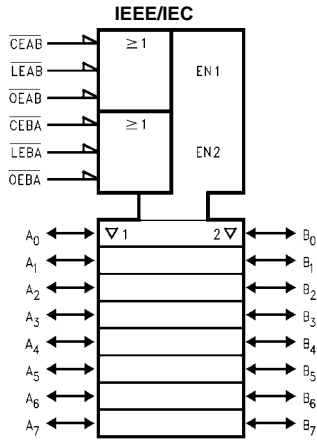 IEEE/IEC
CEAB ≥1
LEAB EN1
OEAB
CEBA ≥1
LEBA EN2
OEBA
A0 ▽1 2▽ B0
A1 B1
A2 B2
A3 B3
A4 B4
A5 B5
A6 B6
A7 B7